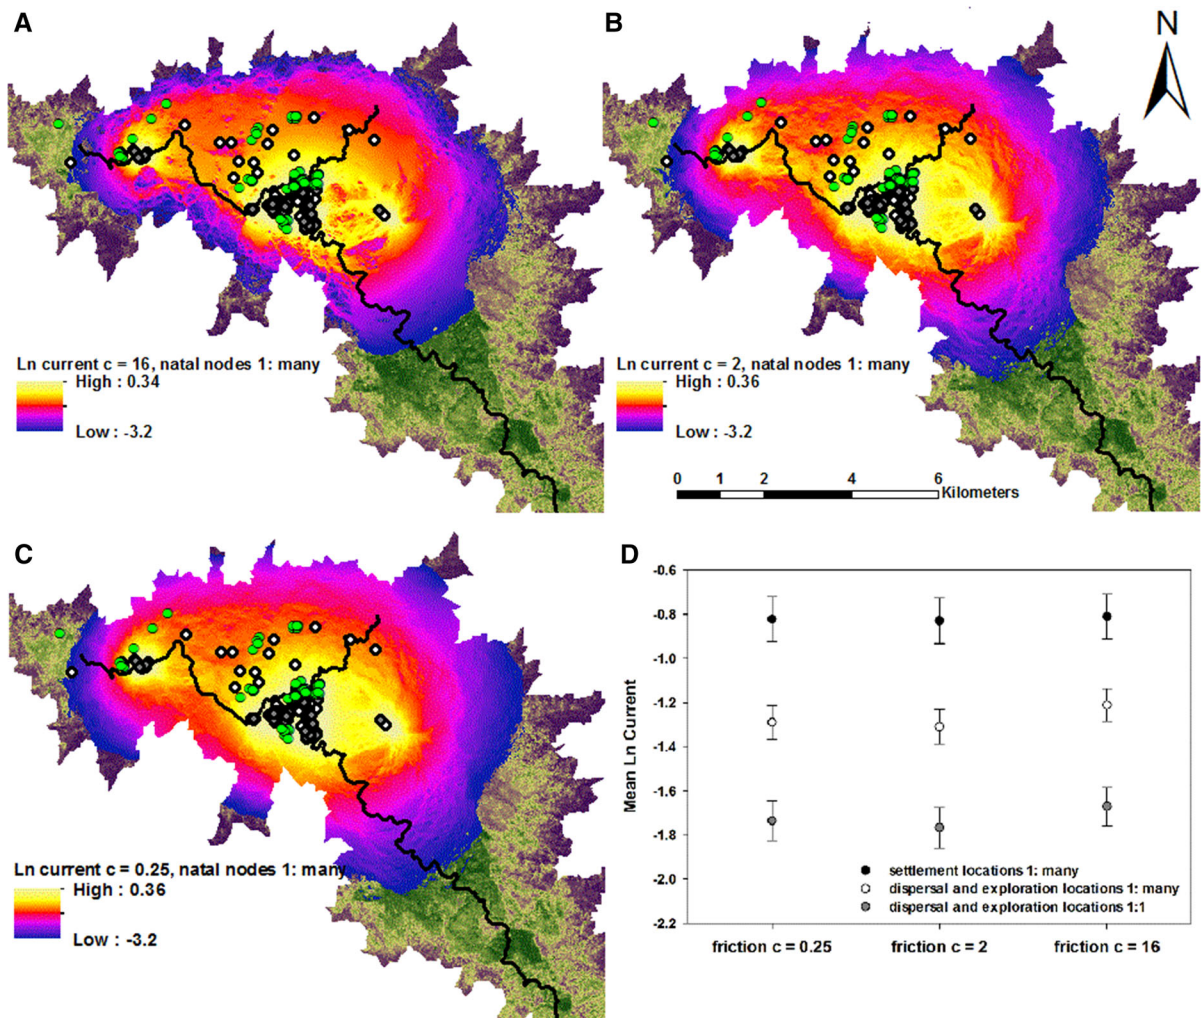 A
B
N
Ln current c = 16, natal nodes 1: many
High : 0.34
Low : -3.2
Ln current c = 2, natal nodes 1: many
High : 0.36
Low : -3.2
0 1 2 4 6
Kilometers
C
Ln current c = 0.25, natal nodes 1: many
High : 0.36
Low : -3.2
D
Mean Ln Current
-0.6
-0.8
-1.0
-1.2
-1.4
-1.6
-1.8
-2.0
-2.2
settlement locations 1: many
dispersal and exploration locations 1: many
dispersal and exploration locations 1:1
friction c = 0.25
friction c = 2
friction c = 16